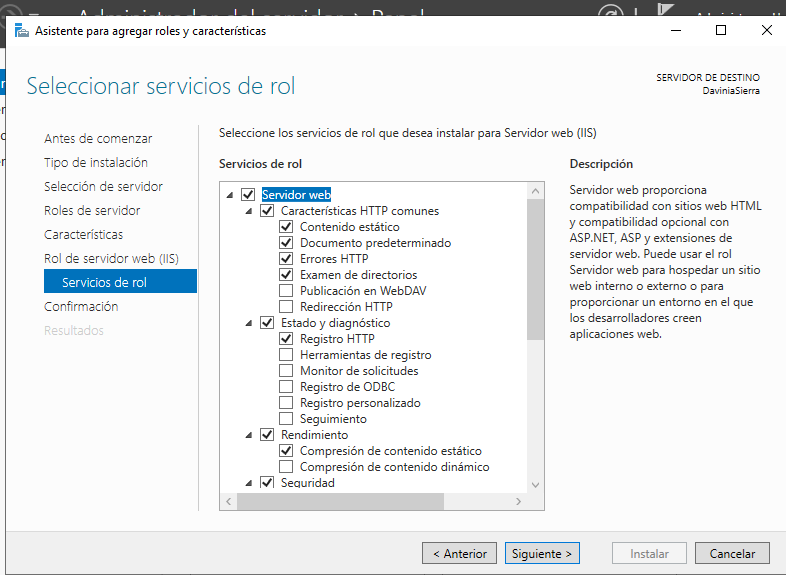 Asistente para agregar roles y características
Seleccionar servicios de rol
SERVIDOR DE DESTINO
DaviniaSierra
Antes de comenzar
Tipo de instalación
Selección de servidor
Roles de servidor
Características
Rol de servidor web (IIS)
Servicios de rol
Confirmación
Resultados
Seleccione los servicios de rol que desea instalar para Servidor web (IIS)
Servicios de rol
Servidor web
Características HTTP comunes
Contenido estático
Documento predeterminado
Errores HTTP
Examen de directorios
Publicación en WebDAV
Redirección HTTP
Estado y diagnóstico
Registro HTTP
Herramientas de registro
Monitor de solicitudes
Registro de ODBC
Registro personalizado
Seguimiento
Rendimiento
Compresión de contenido estático
Compresión de contenido dinámico
Seguridad
Descripción
Servidor web proporciona
compatibilidad con sitios web HTML
y compatibilidad opcional con
ASP.NET, ASP y extensiones de
servidor web. Puede usar el rol
Servidor web para hospedar un sitio
web interno o externo o para
proporcionar un entorno en el que
los desarrolladores creen
aplicaciones web.
< Anterior
Siguiente >
Instalar
Cancelar